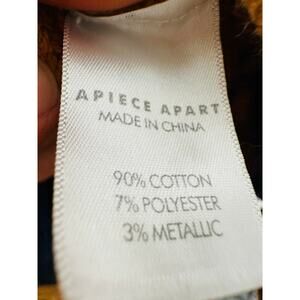 APIECE APART
MADE IN CHINA
90% COTTON
7% POLYESTER
3% METALLIC